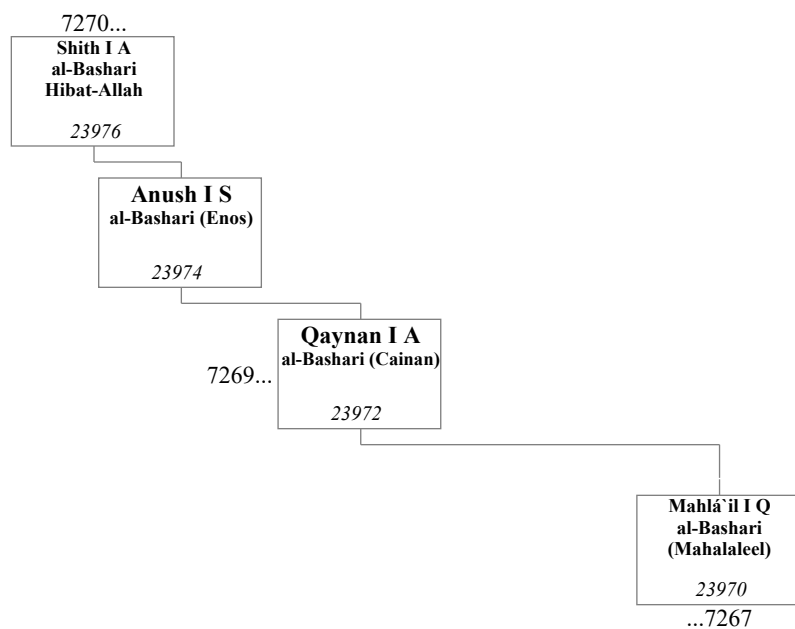 7270...
Shith I A
al-Bashari
Hibat-Allah
23976
Anush I S
al-Bashari (Enos)
23974
Qaynan I A
al-Bashari (Cainan)
7269...
23972
Mahlá`il I Q
al-Bashari
(Mahalaleel)
23970
...7267